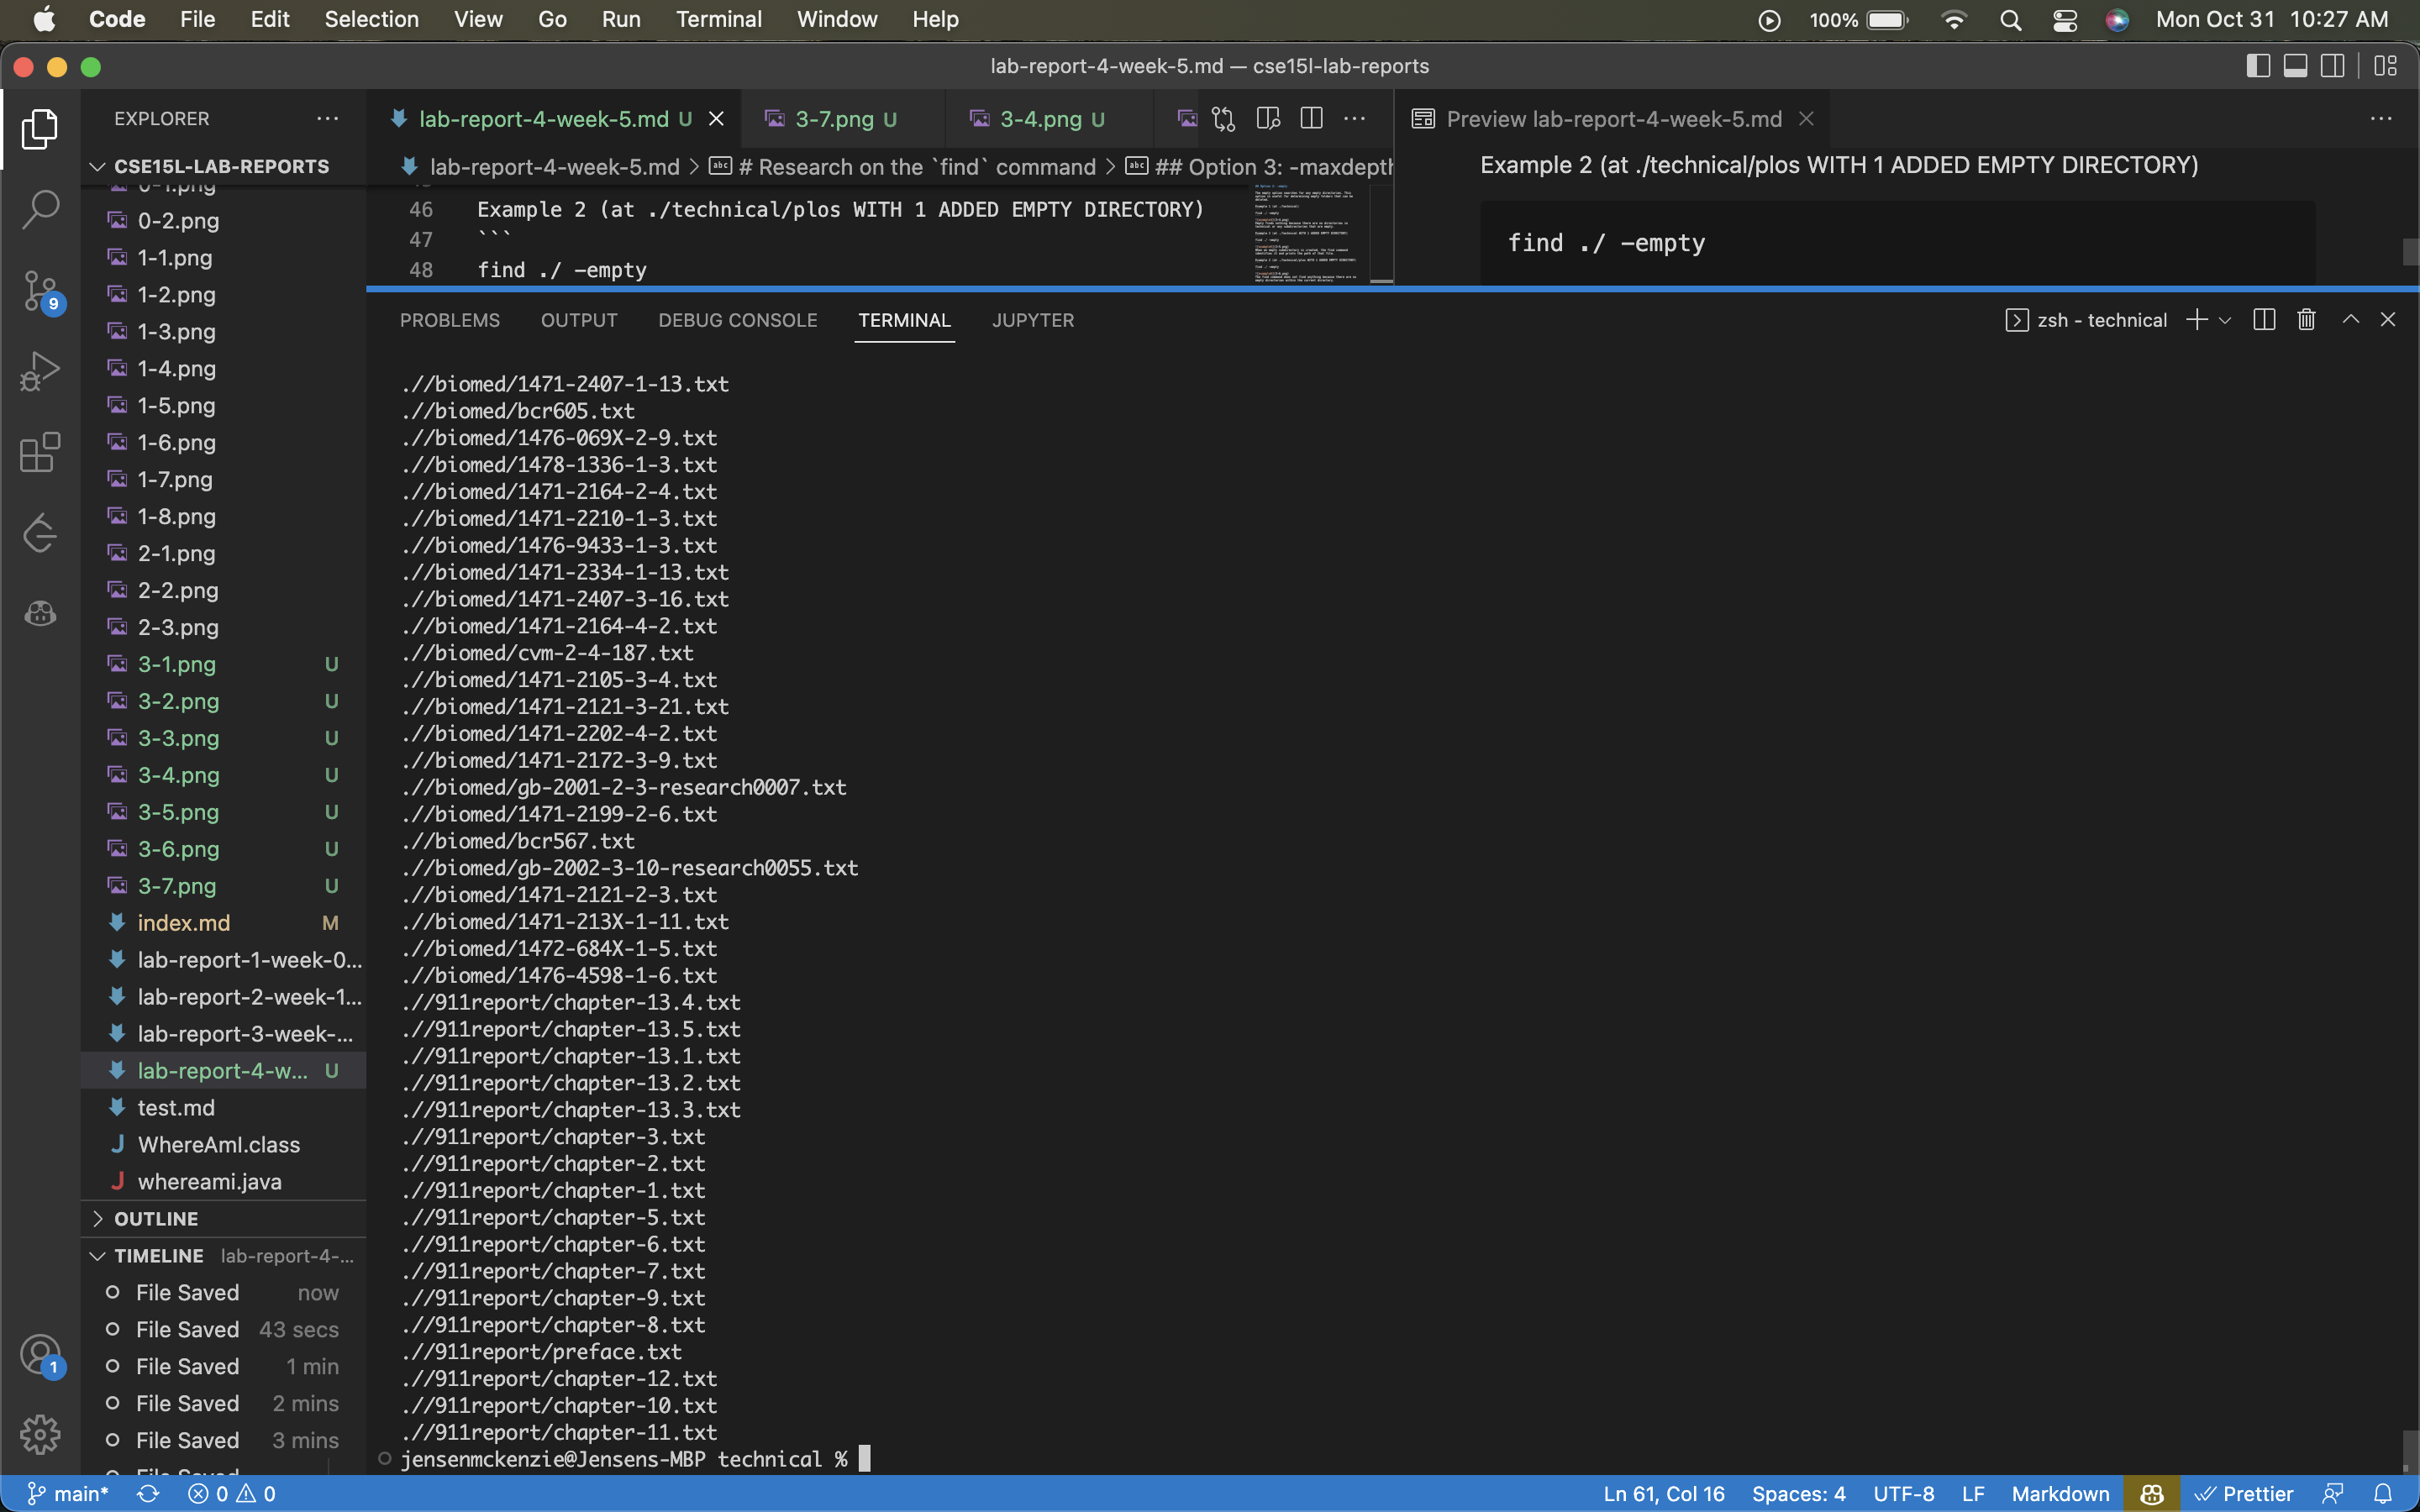 Code File Edit Selection View Go Run Terminal Window Help 100% Mon Oct 31 10:27 AM
lab-report-4-week-5.md — cse15l-lab-reports
EXPLORER
CSE15L-LAB-REPORTS
0-1.png
0-2.png
1-1.png
1-2.png
1-3.png
1-4.png
1-5.png
1-6.png
1-7.png
1-8.png
2-1.png
2-2.png
2-3.png
3-1.png U
3-2.png U
3-3.png U
3-4.png U
3-5.png U
3-6.png U
3-7.png U
index.md M
lab-report-1-week-0...
lab-report-2-week-1...
lab-report-3-week-...
lab-report-4-w... U
test.md
J WhereAmI.class
J whereami.java
OUTLINE
TIMELINE lab-report-4-...
File Saved now
File Saved 43 secs
File Saved 1 min
File Saved 2 mins
File Saved 3 mins
File Saved
9
1
lab-report-4-week-5.md U 3-7.png U 3-4.png U
lab-report-4-week-5.md > # Research on the `find` command > ## Option 3: -maxdepth
46 Example 2 (at ./technical/plos WITH 1 ADDED EMPTY DIRECTORY)
47 ```
48 find ./ -empty
Preview lab-report-4-week-5.md
Example 2 (at ./technical/plos WITH 1 ADDED EMPTY DIRECTORY)
find ./ -empty
PROBLEMS OUTPUT DEBUG CONSOLE TERMINAL JUPYTER zsh - technical
.//biomed/1471-2407-1-13.txt
.//biomed/bcr605.txt
.//biomed/1476-069X-2-9.txt
.//biomed/1478-1336-1-3.txt
.//biomed/1471-2164-2-4.txt
.//biomed/1471-2210-1-3.txt
.//biomed/1476-9433-1-3.txt
.//biomed/1471-2334-1-13.txt
.//biomed/1471-2407-3-16.txt
.//biomed/1471-2164-4-2.txt
.//biomed/cvm-2-4-187.txt
.//biomed/1471-2105-3-4.txt
.//biomed/1471-2121-3-21.txt
.//biomed/1471-2202-4-2.txt
.//biomed/1471-2172-3-9.txt
.//biomed/gb-2001-2-3-research0007.txt
.//biomed/1471-2199-2-6.txt
.//biomed/bcr567.txt
.//biomed/gb-2002-3-10-research0055.txt
.//biomed/1471-2121-2-3.txt
.//biomed/1471-213X-1-11.txt
.//biomed/1472-684X-1-5.txt
.//biomed/1476-4598-1-6.txt
.//911report/chapter-13.4.txt
.//911report/chapter-13.5.txt
.//911report/chapter-13.1.txt
.//911report/chapter-13.2.txt
.//911report/chapter-13.3.txt
.//911report/chapter-3.txt
.//911report/chapter-2.txt
.//911report/chapter-1.txt
.//911report/chapter-5.txt
.//911report/chapter-6.txt
.//911report/chapter-7.txt
.//911report/chapter-9.txt
.//911report/chapter-8.txt
.//911report/preface.txt
.//911report/chapter-12.txt
.//911report/chapter-10.txt
.//911report/chapter-11.txt
jensenmckenzie@Jensens-MBP technical %
main* 0 0 Ln 61, Col 16 Spaces: 4 UTF-8 LF Markdown Prettier